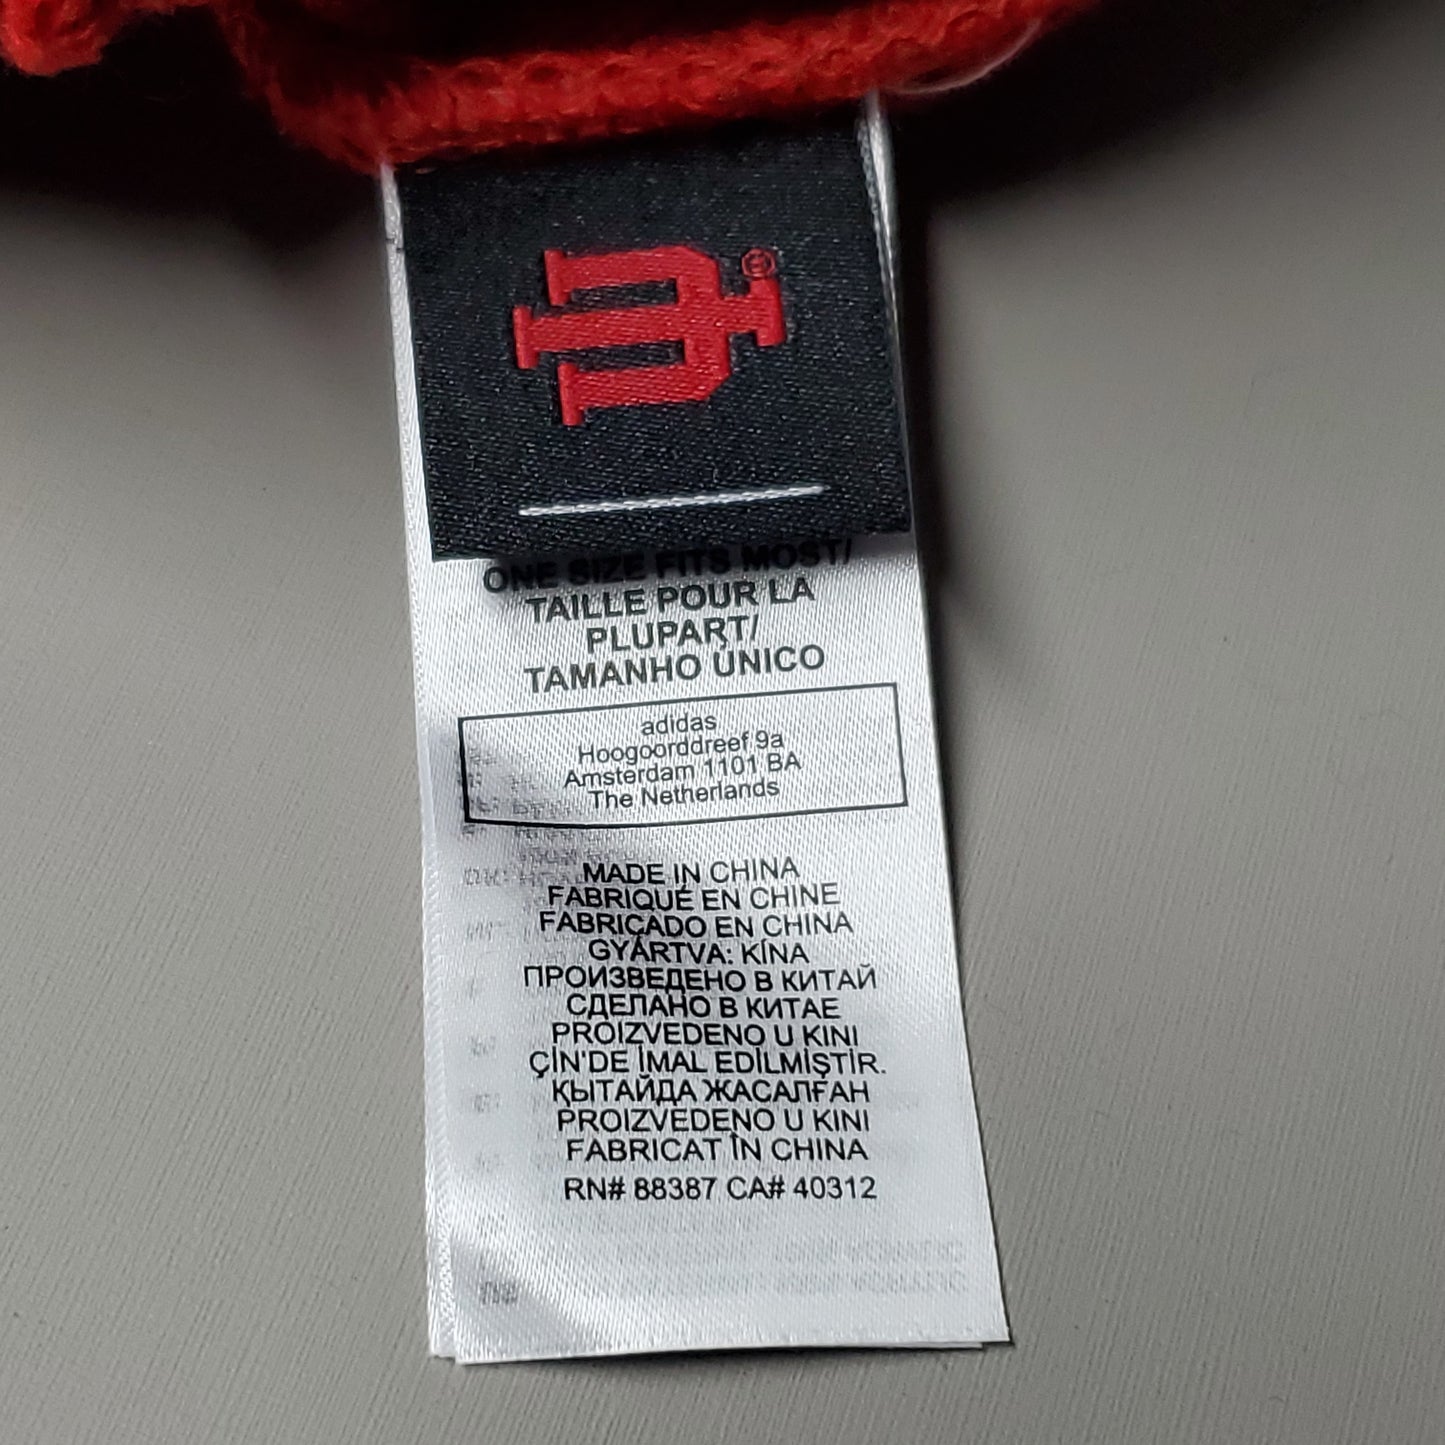 IU®
ONE SIZE FITS MOST/
TAILLE POUR LA
PLUPART/
TAMANHO ÚNICO
adidas
Hoogoorddreef 9a
Amsterdam 1101 BA
The Netherlands
MADE IN CHINA
FABRIQUÉ EN CHINE
FABRICADO EN CHINA
GYÁRTVA: KÍNA
ПРОИЗВЕДЕНО В КИТАЙ
СДЕЛАНО В КИТАЕ
PROIZVEDENO U KINI
ÇİN'DE İMAL EDİLMİŞTİR.
ҚЫТАЙДА ЖАСАЛҒАН
PROIZVEDENO U KINI
FABRICAT ÎN CHINA
RN# 88387 CA# 40312